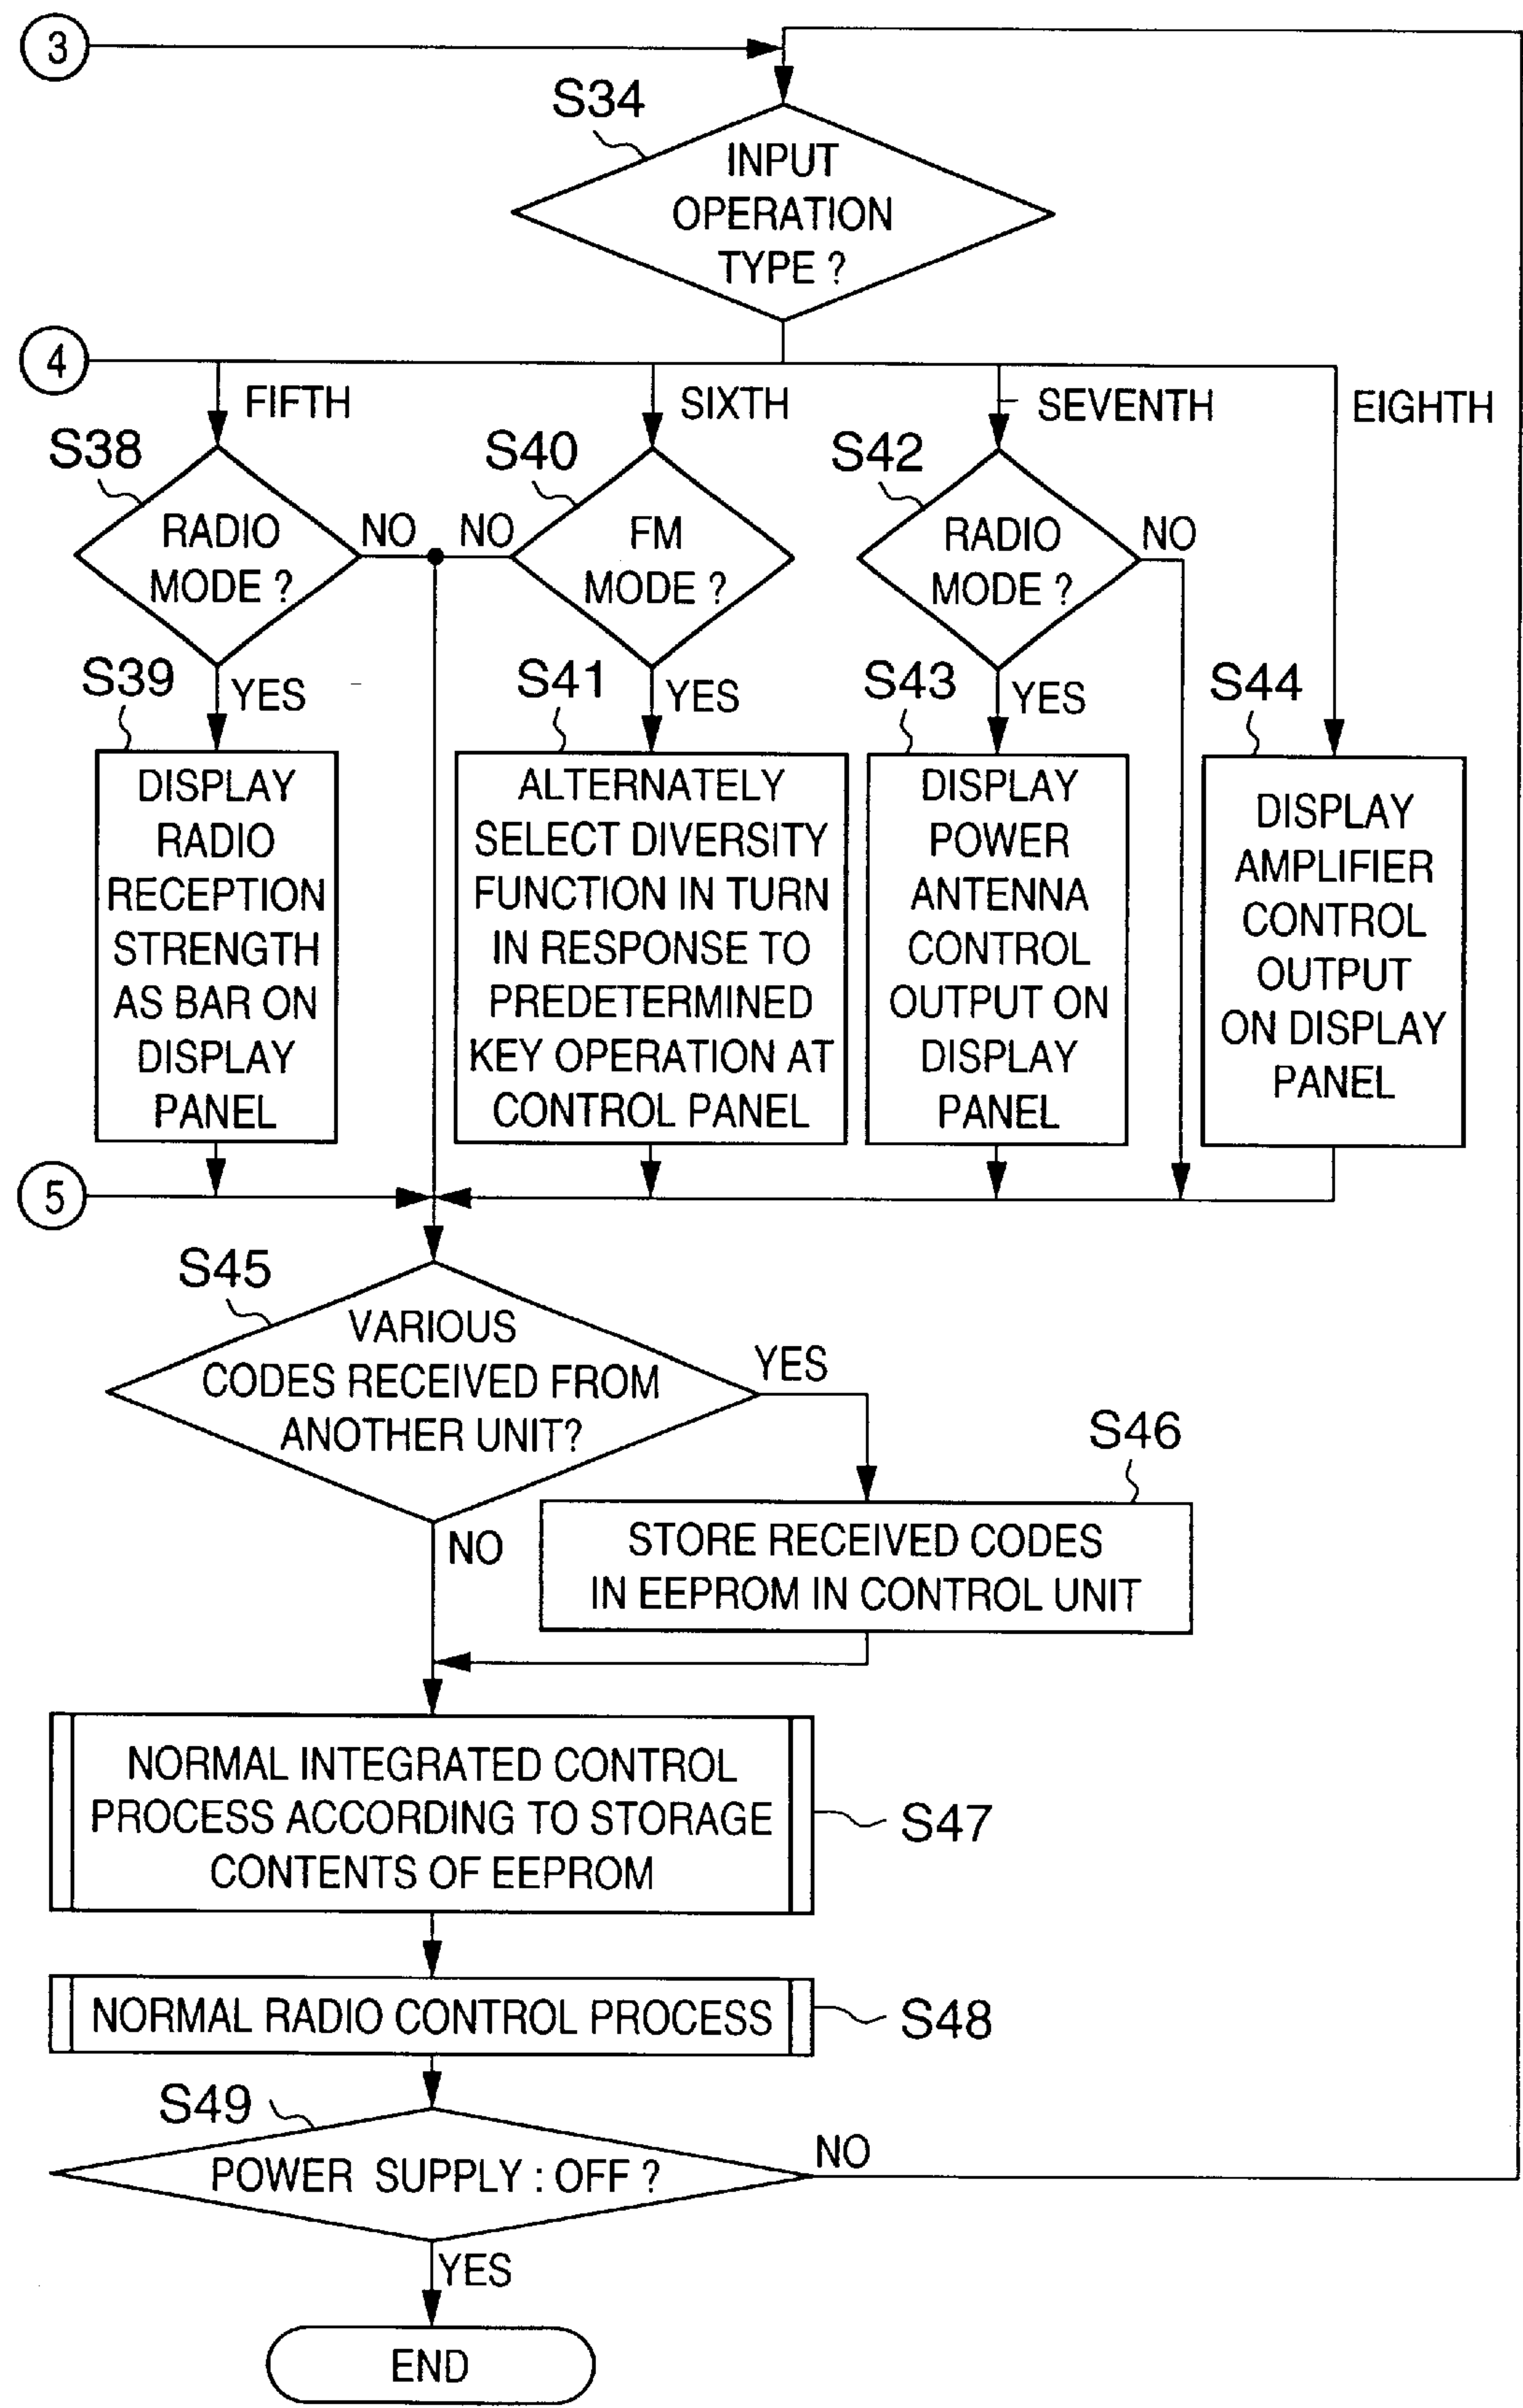 3
S34
INPUT
OPERATION
TYPE ?
4
FIFTH
SIXTH
SEVENTH
EIGHTH
S38
RADIO
MODE ?
NO
NO
S40
FM
MODE ?
S42
RADIO
MODE ?
NO
S39
YES
S41
YES
S43
YES
S44
DISPLAY
RADIO
RECEPTION
STRENGTH
AS BAR ON
DISPLAY
PANEL
ALTERNATELY
SELECT DIVERSITY
FUNCTION IN TURN
IN RESPONSE TO
PREDETERMINED
KEY OPERATION AT
CONTROL PANEL
DISPLAY
POWER
ANTENNA
CONTROL
OUTPUT ON
DISPLAY
PANEL
DISPLAY
AMPLIFIER
CONTROL
OUTPUT
ON DISPLAY
PANEL
5
S45
VARIOUS
CODES RECEIVED FROM
ANOTHER UNIT?
YES
NO
S46
STORE RECEIVED CODES
IN EEPROM IN CONTROL UNIT
NORMAL INTEGRATED CONTROL
PROCESS ACCORDING TO STORAGE
CONTENTS OF EEPROM
S47
NORMAL RADIO CONTROL PROCESS
S48
S49
POWER SUPPLY : OFF ?
NO
YES
END